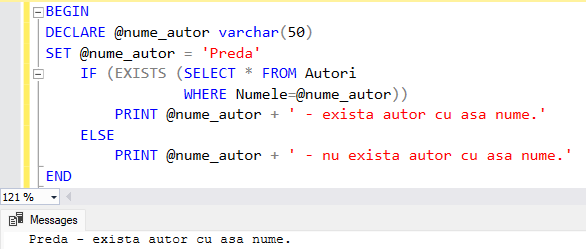 BEGIN
DECLARE @nume_autor varchar(50)
SET @nume_autor = 'Preda'
IF (EXISTS (SELECT * FROM Autori
WHERE Numele=@nume_autor))
PRINT @nume_autor + ' - exista autor cu asa nume.'
ELSE
PRINT @nume_autor + ' - nu exista autor cu asa nume.'
END
121 %
Messages
Preda - exista autor cu asa nume.